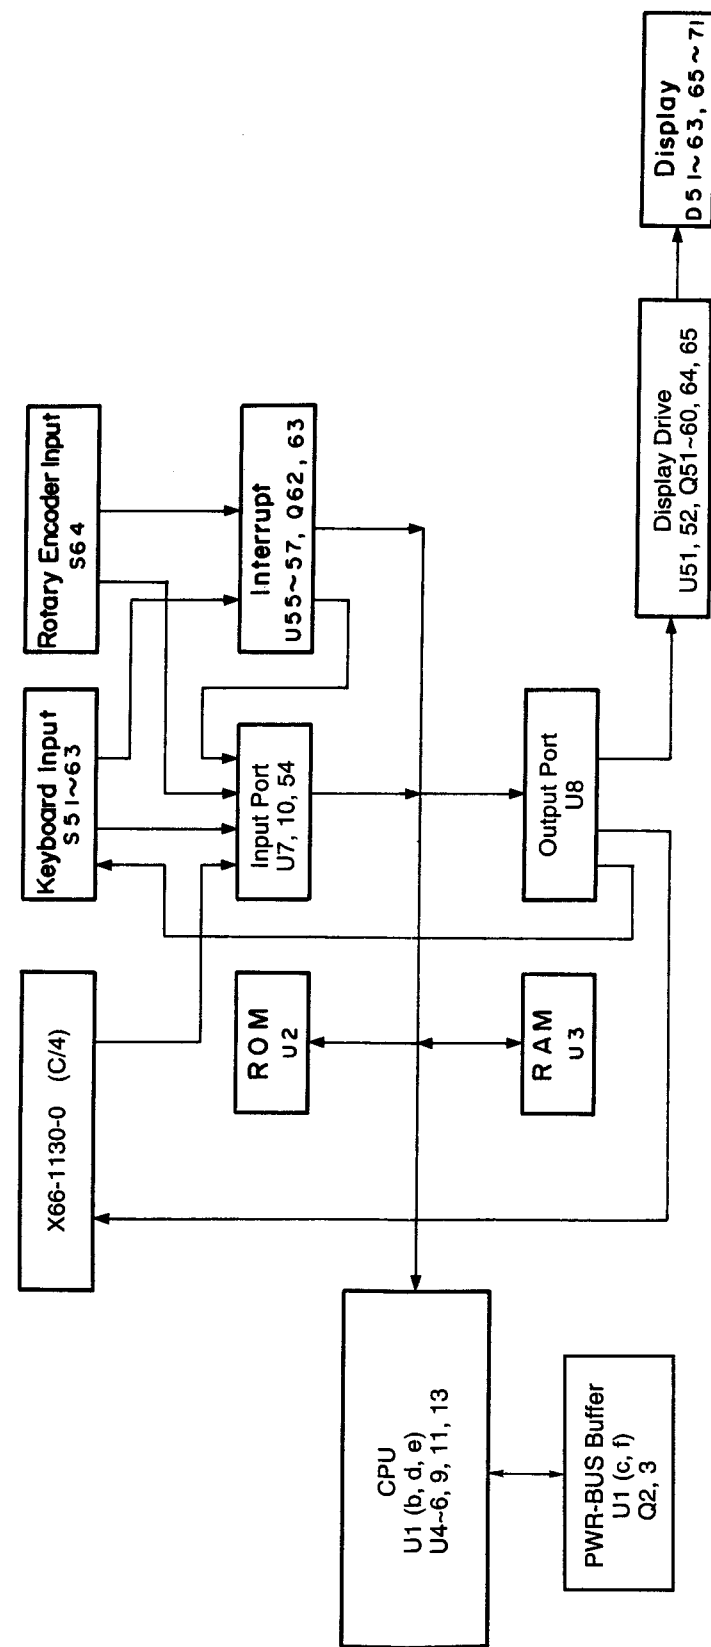 X66-1130-0 (C/4)
Keyboard Input
S51~63
Rotary Encoder Input
S64
ROM
U2
Input Port
U7, 10, 54
Interrupt
U55~57, Q62, 63
CPU
U1 (b, d, e)
U4~6, 9, 11, 13
RAM
U3
Output Port
U8
PWR-BUS Buffer
U1 (c, f)
Q2, 3
Display Drive
U51, 52, Q51~60, 64, 65
Display
D51~63, 65~71